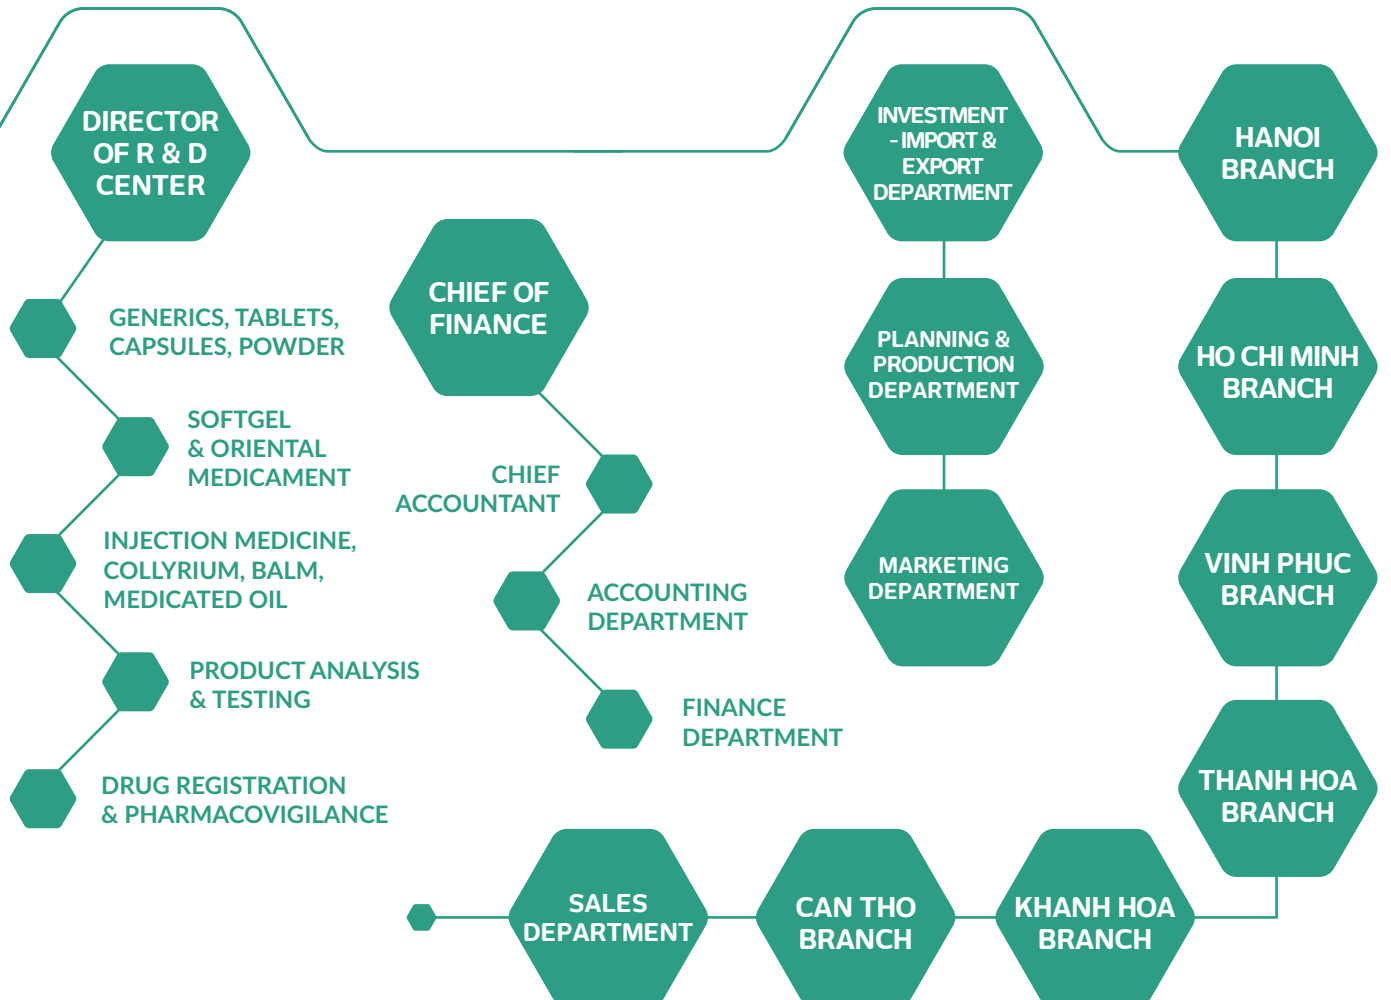 DIRECTOR
OF R & D
CENTER
GENERICS, TABLETS,
CAPSULES, POWDER
SOFTGEL
& ORIENTAL
MEDICAMENT
INJECTION MEDICINE,
COLLYRIUM, BALM,
MEDICATED OIL
PRODUCT ANALYSIS
& TESTING
DRUG REGISTRATION
& PHARMACOVIGILANCE
CHIEF OF
FINANCE
CHIEF
ACCOUNTANT
ACCOUNTING
DEPARTMENT
FINANCE
DEPARTMENT
INVESTMENT
- IMPORT &
EXPORT
DEPARTMENT
PLANNING &
PRODUCTION
DEPARTMENT
MARKETING
DEPARTMENT
HANOI
BRANCH
HO CHI MINH
BRANCH
VINH PHUC
BRANCH
THANH HOA
BRANCH
KHANH HOA
BRANCH
CAN THO
BRANCH
SALES
DEPARTMENT